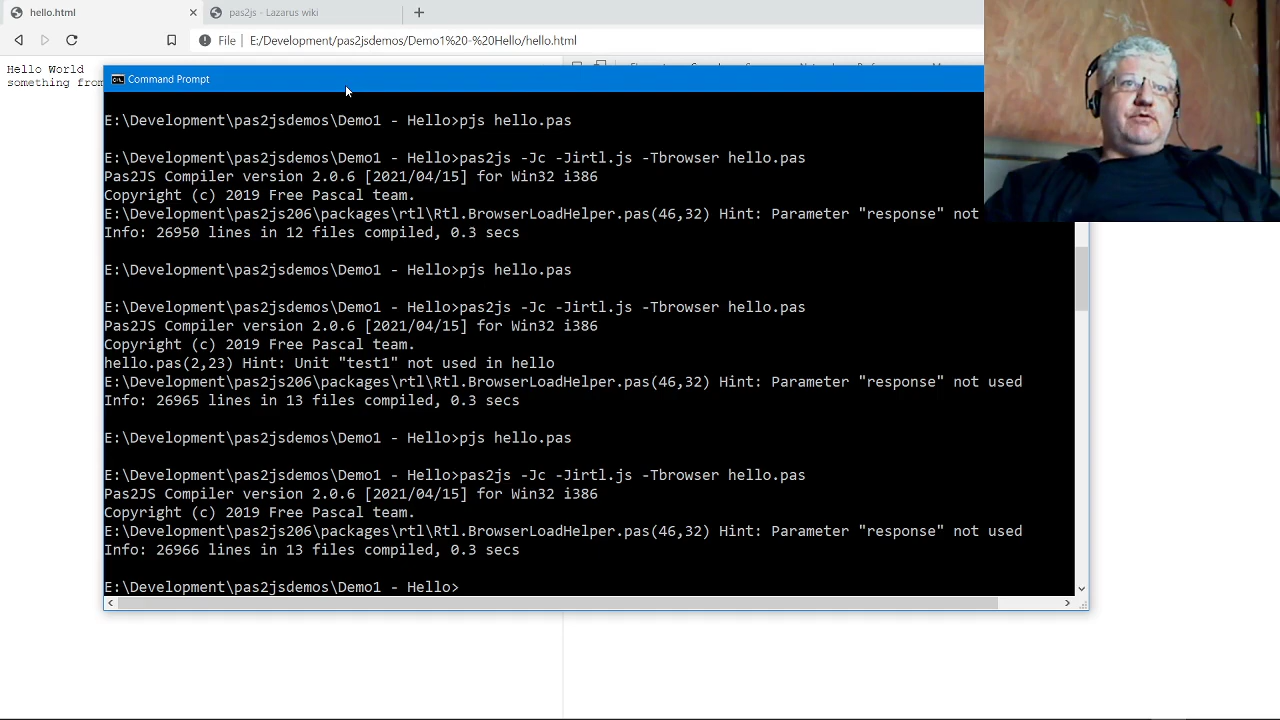 hello.html
pas2js - Lazarus wiki
File E:/Development/pas2jsdemos/Demo1%20-%20Hello/hello.html
Hello World
something from
Command Prompt
E:\Development\pas2jsdemos\Demo1 - Hello>pjs hello.pas
E:\Development\pas2jsdemos\Demo1 - Hello>pas2js -Jc -Jirtl.js -Tbrowser hello.pas
Pas2JS Compiler version 2.0.6 [2021/04/15] for Win32 i386
Copyright (c) 2019 Free Pascal team.
E:\Development\pas2js206\packages\rtl\Rtl.BrowserLoadHelper.pas(46,32) Hint: Parameter "response" not
Info: 26950 lines in 12 files compiled, 0.3 secs
E:\Development\pas2jsdemos\Demo1 - Hello>pjs hello.pas
E:\Development\pas2jsdemos\Demo1 - Hello>pas2js -Jc -Jirtl.js -Tbrowser hello.pas
Pas2JS Compiler version 2.0.6 [2021/04/15] for Win32 i386
Copyright (c) 2019 Free Pascal team.
hello.pas(2,23) Hint: Unit "test1" not used in hello
E:\Development\pas2js206\packages\rtl\Rtl.BrowserLoadHelper.pas(46,32) Hint: Parameter "response" not used
Info: 26965 lines in 13 files compiled, 0.3 secs
E:\Development\pas2jsdemos\Demo1 - Hello>pjs hello.pas
E:\Development\pas2jsdemos\Demo1 - Hello>pas2js -Jc -Jirtl.js -Tbrowser hello.pas
Pas2JS Compiler version 2.0.6 [2021/04/15] for Win32 i386
Copyright (c) 2019 Free Pascal team.
E:\Development\pas2js206\packages\rtl\Rtl.BrowserLoadHelper.pas(46,32) Hint: Parameter "response" not used
Info: 26966 lines in 13 files compiled, 0.3 secs
E:\Development\pas2jsdemos\Demo1 - Hello>